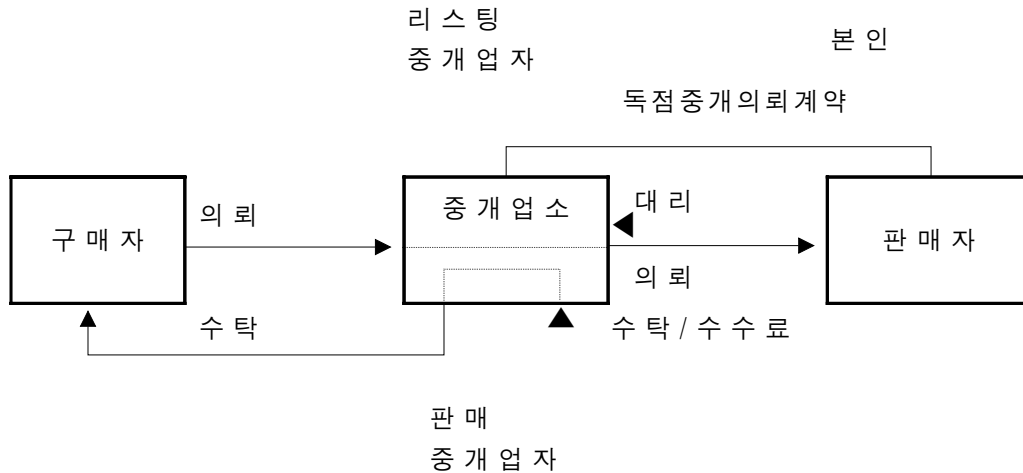 리스팅
중개업자
본인
독점중개의뢰계약
구매자
의뢰
중개업소
대리
판매자
의뢰
수탁
수탁/수수료
판매
중개업자